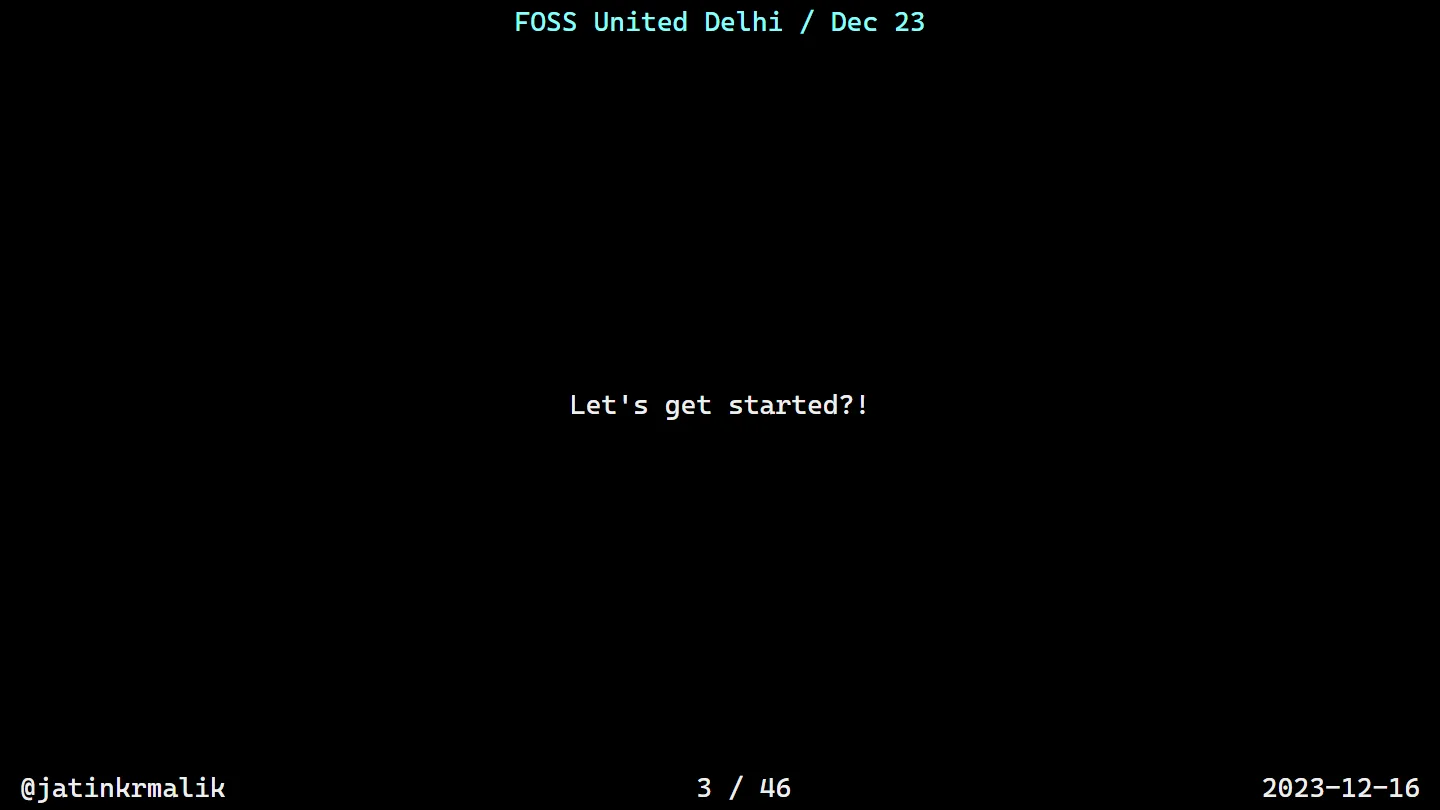 FOSS United Delhi / Dec 23
Let's get started?!
@jatinkrmalik 3 / 46 2023-12-16